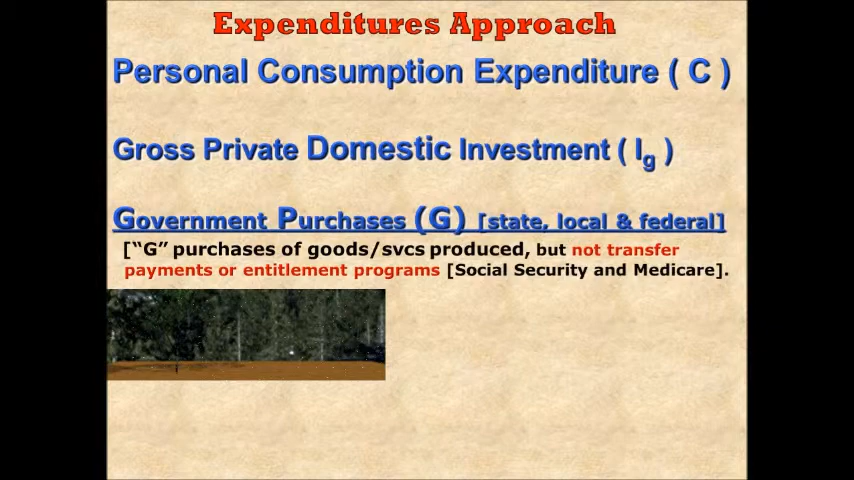 Expenditures Approach
Personal Consumption Expenditure ( C )
Gross Private Domestic Investment ( Ig )
Government Purchases (G) [state, local & federal]
[“G” purchases of goods/svcs produced, but not transfer
payments or entitlement programs [Social Security and Medicare].